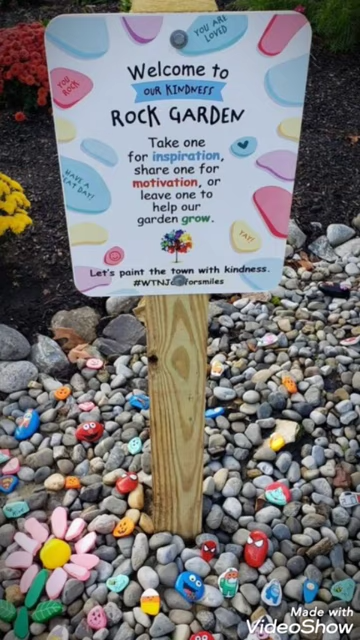 YOU ARE
LOVED
YOU
ROCK
Welcome to
OUR KINDNESS
ROCK GARDEN
Take one
for inspiration,
share one for
motivation, or
leave one to
help our
garden grow.
HAVE A
GREAT DAY!
YAY!
Let's paint the town with kindness.
Made with
VideoShow